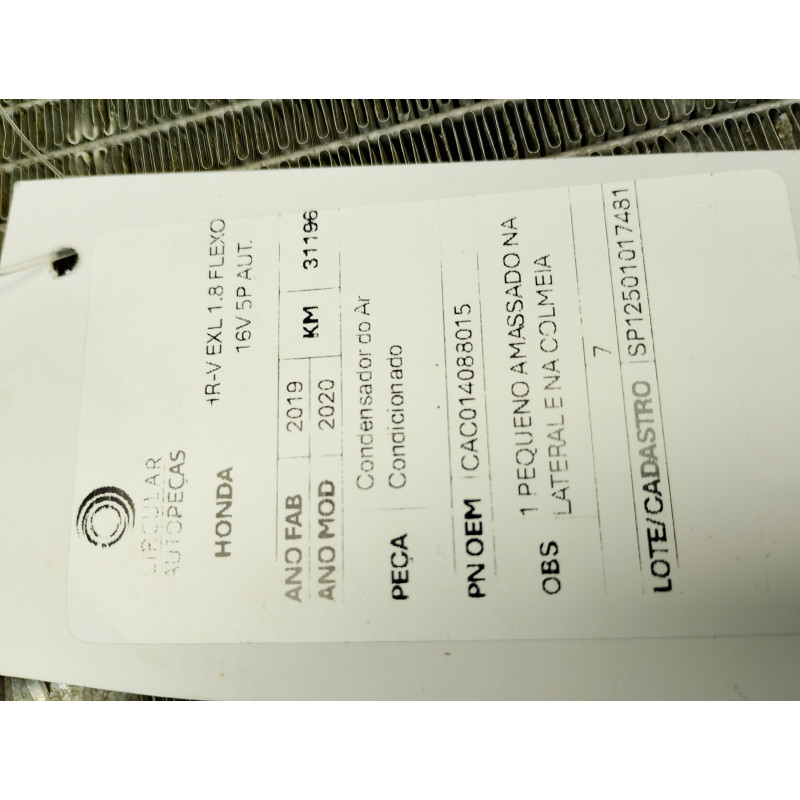 CIRCULAR
AUTOPEÇAS
HONDA HR-V EXL 1.8 FLEXO
16V 5P AUT.
ANO FAB 2019
ANO MOD 2020
KM 31196
PEÇA Condensador do Ar
Condicionado
PN OEM CAC014088015
OBS 1 PEQUENO AMASSADO NA
LATERAL E NA COLMEIA
7
LOTE/CADASTRO SP12501017481